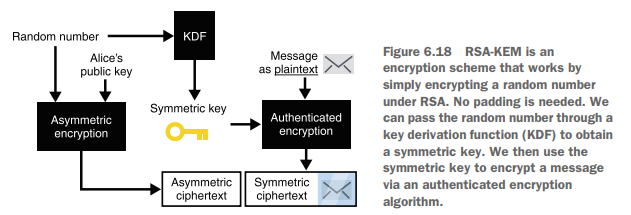 Random number
KDF
Alice's
public key
Message
as plaintext
Symmetric key
Asymmetric
encryption
Authenticated
encryption
Asymmetric
ciphertext
Symmetric
ciphertext
Figure 6.18 RSA-KEM is an
encryption scheme that works by
simply encrypting a random number
under RSA. No padding is needed. We
can pass the random number through a
key derivation function (KDF) to obtain
a symmetric key. We then use the
symmetric key to encrypt a message
via an authenticated encryption
algorithm.